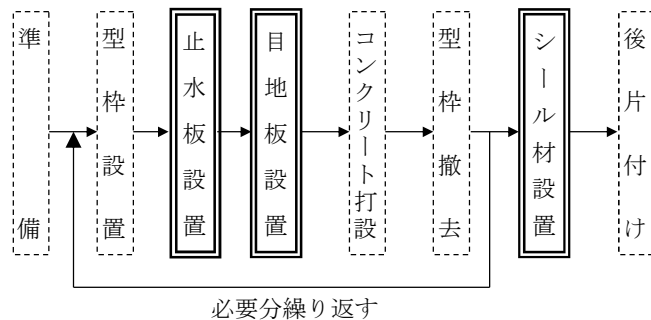 準備
型枠設置
止水板設置
目地板設置
コンクリート打設
型枠撤去
シール材設置
後片付け
必要分繰り返す